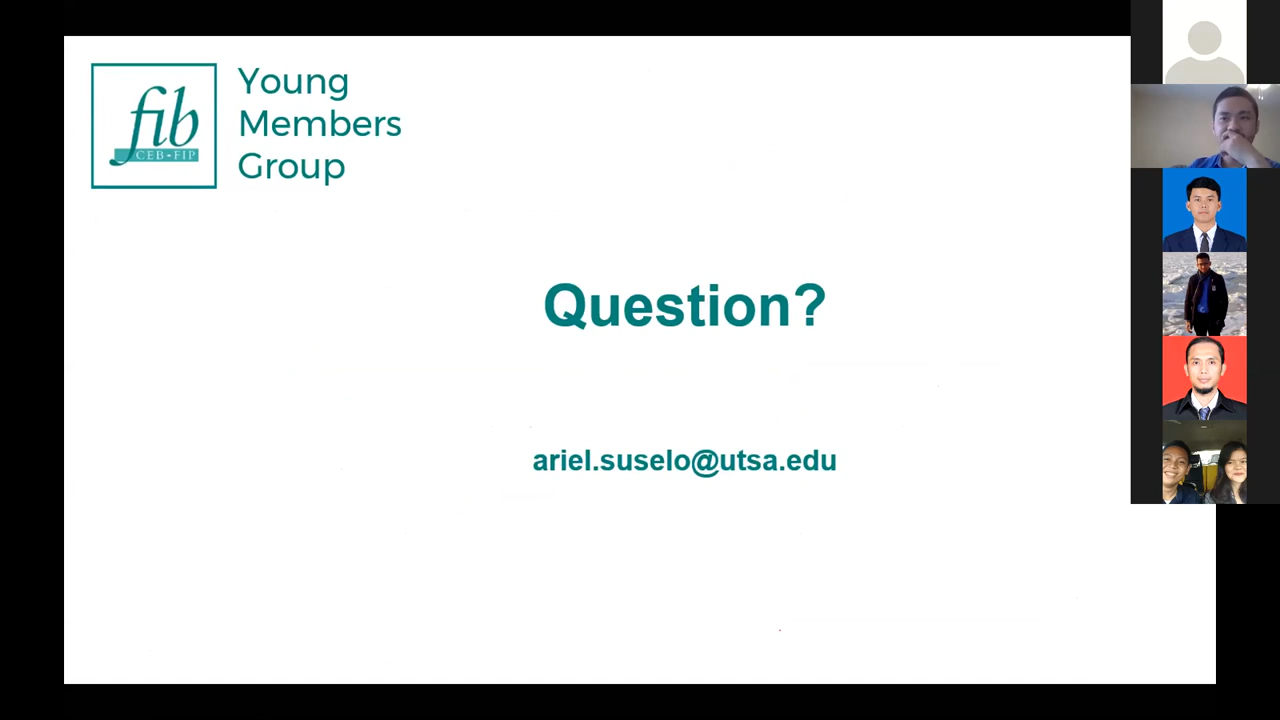 fib
CEB-FIP
Young
Members
Group
Question?
ariel.suselo@utsa.edu